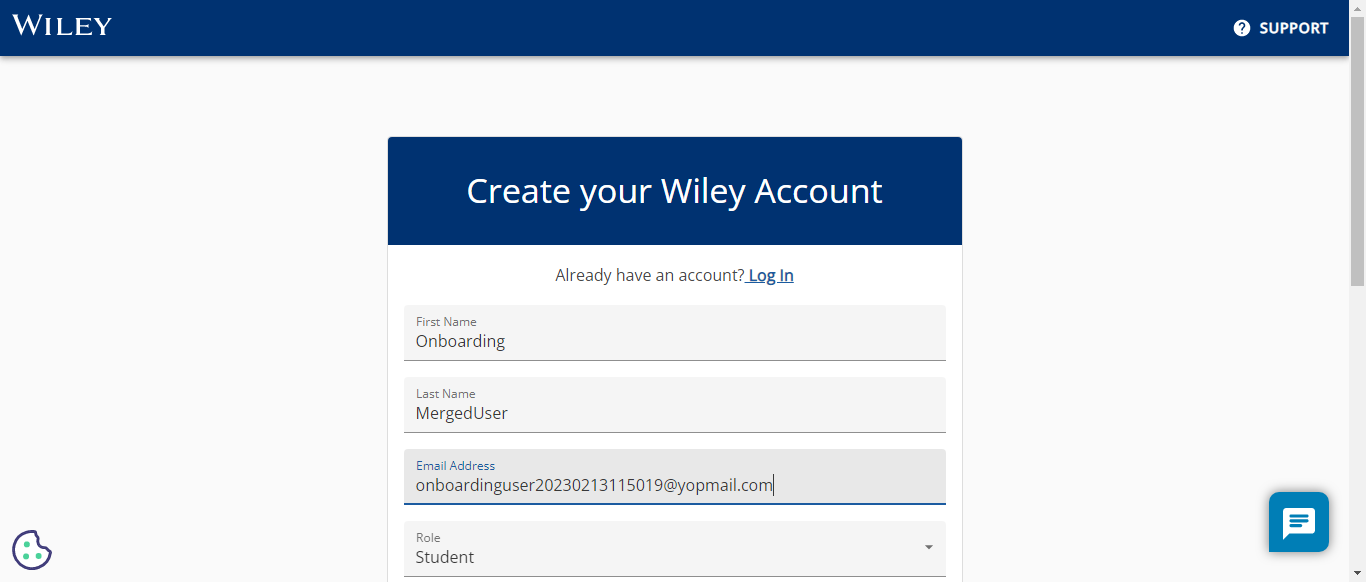 WILEY
SUPPORT
Create your Wiley Account
Already have an account? Log In
First Name
Onboarding
Last Name
MergedUser
Email Address
onboardinguser20230213115019@yopmail.com
Role
Student